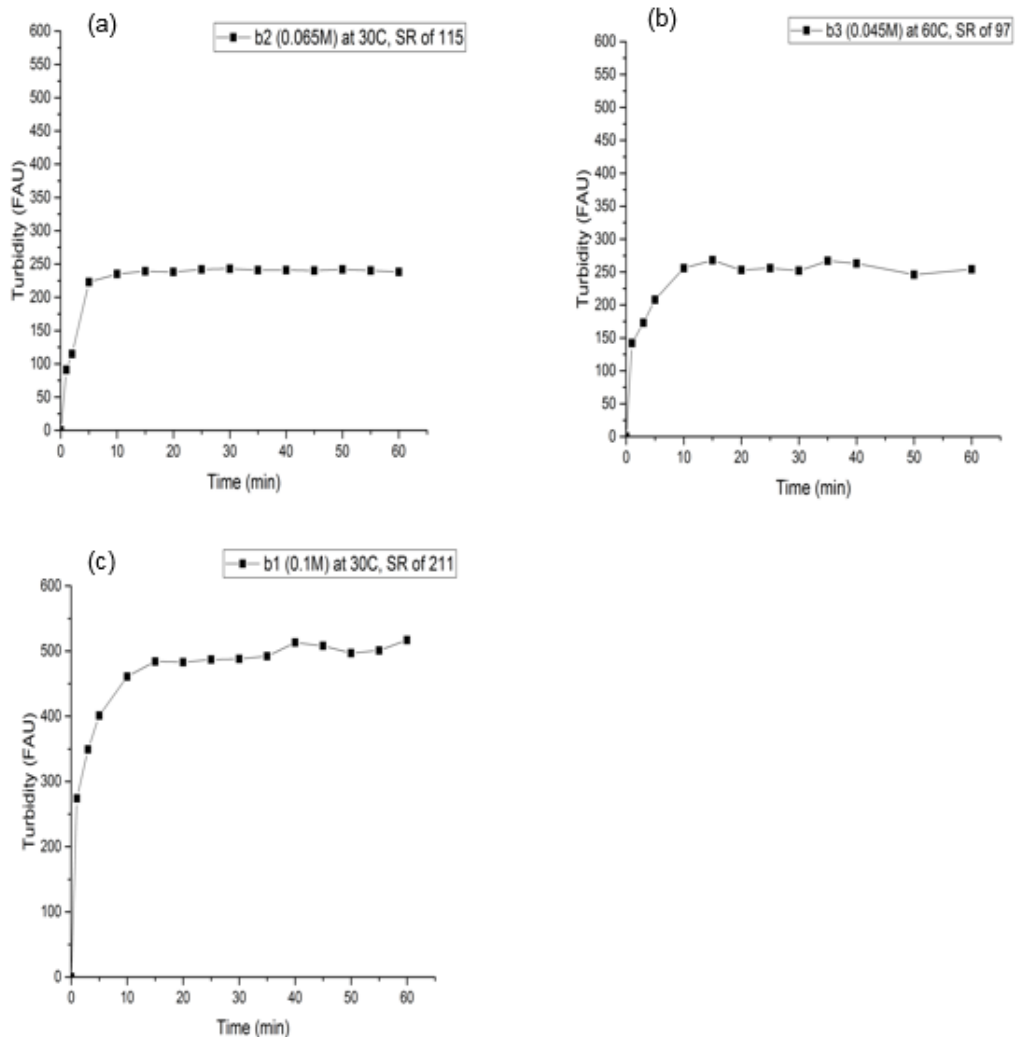 (a)
b2 (0.065M) at 30C, SR of 115
600
550
500
450
400
350
300
250
200
150
100
50
0
Turbidity (FAU)
0 10 20 30 40 50 60
Time (min)
(b)
b3 (0.045M) at 60C, SR of 97
600
550
500
450
400
350
300
250
200
150
100
50
0
Turbidity (FAU)
0 10 20 30 40 50 60
Time (min)
(c)
b1 (0.1M) at 30C, SR of 211
600
500
400
300
200
100
0
Turbidity (FAU)
0 10 20 30 40 50 60
Time (min)